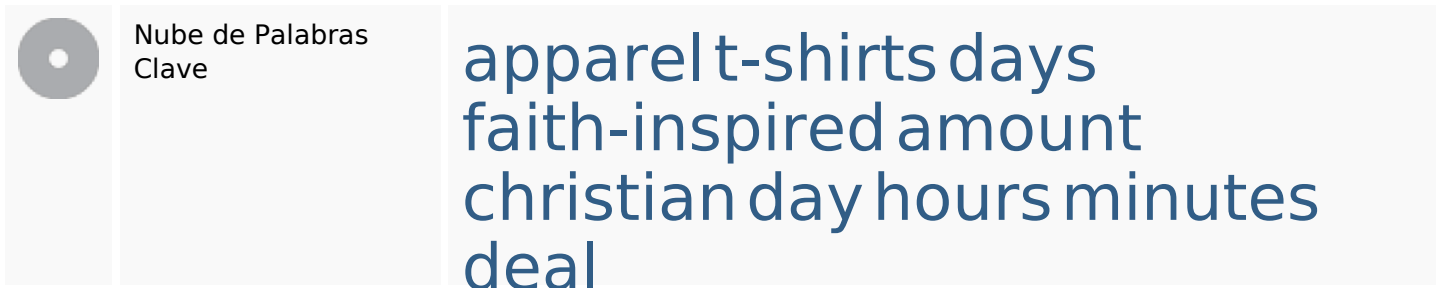 Nube de Palabras
Clave
apparel t-shirts days
faith-inspired amount
christian day hours minutes
deal